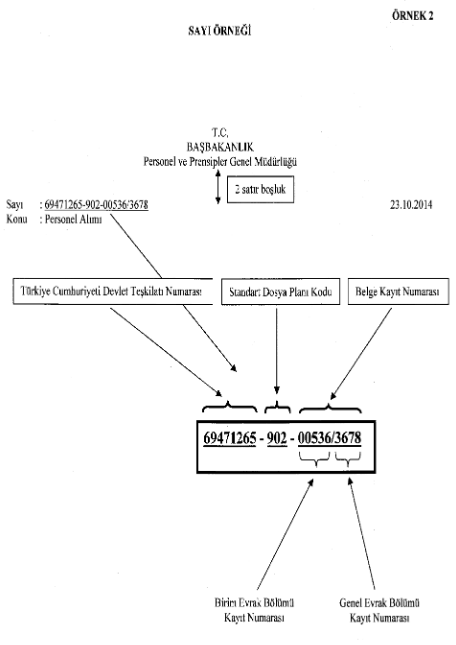 ÖRNEK 2
SAYI ÖRNEĞİ
T.C.
BAŞBAKANLIK
Personel ve Prensipler Genel Müdürlüğü
2 satır boşluk
Sayı : 69471265-902-00536/3678 23.10.2014
Konu : Personel Alımı
Türkiye Cumhuriyeti Devlet Teşkilatı Numarası
Standart Dosya Planı Kodu
Belge Kayıt Numarası
69471265 - 902 - 00536/3678
Birim Evrak Bölümü
Kayıt Numarası
Genel Evrak Bölümü
Kayıt Numarası